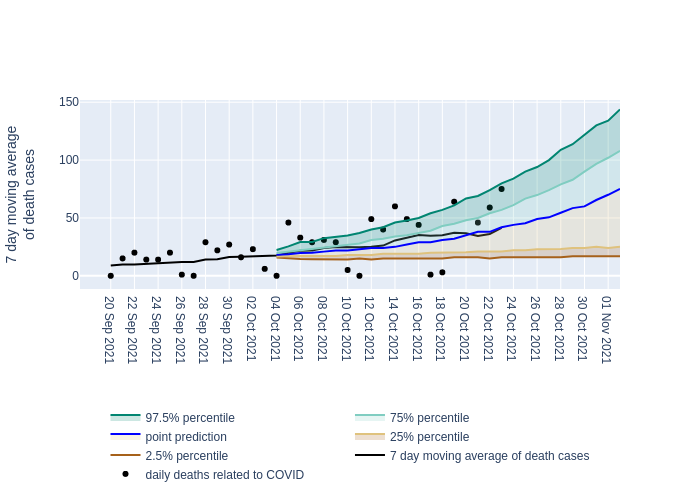 7 day moving average
of death cases
150
100
50
0
20 Sep 2021
22 Sep 2021
24 Sep 2021
26 Sep 2021
28 Sep 2021
30 Sep 2021
02 Oct 2021
04 Oct 2021
06 Oct 2021
08 Oct 2021
10 Oct 2021
12 Oct 2021
14 Oct 2021
16 Oct 2021
18 Oct 2021
20 Oct 2021
22 Oct 2021
24 Oct 2021
26 Oct 2021
28 Oct 2021
30 Oct 2021
01 Nov 2021
97.5% percentile
75% percentile
point prediction
25% percentile
2.5% percentile
7 day moving average of death cases
daily deaths related to COVID